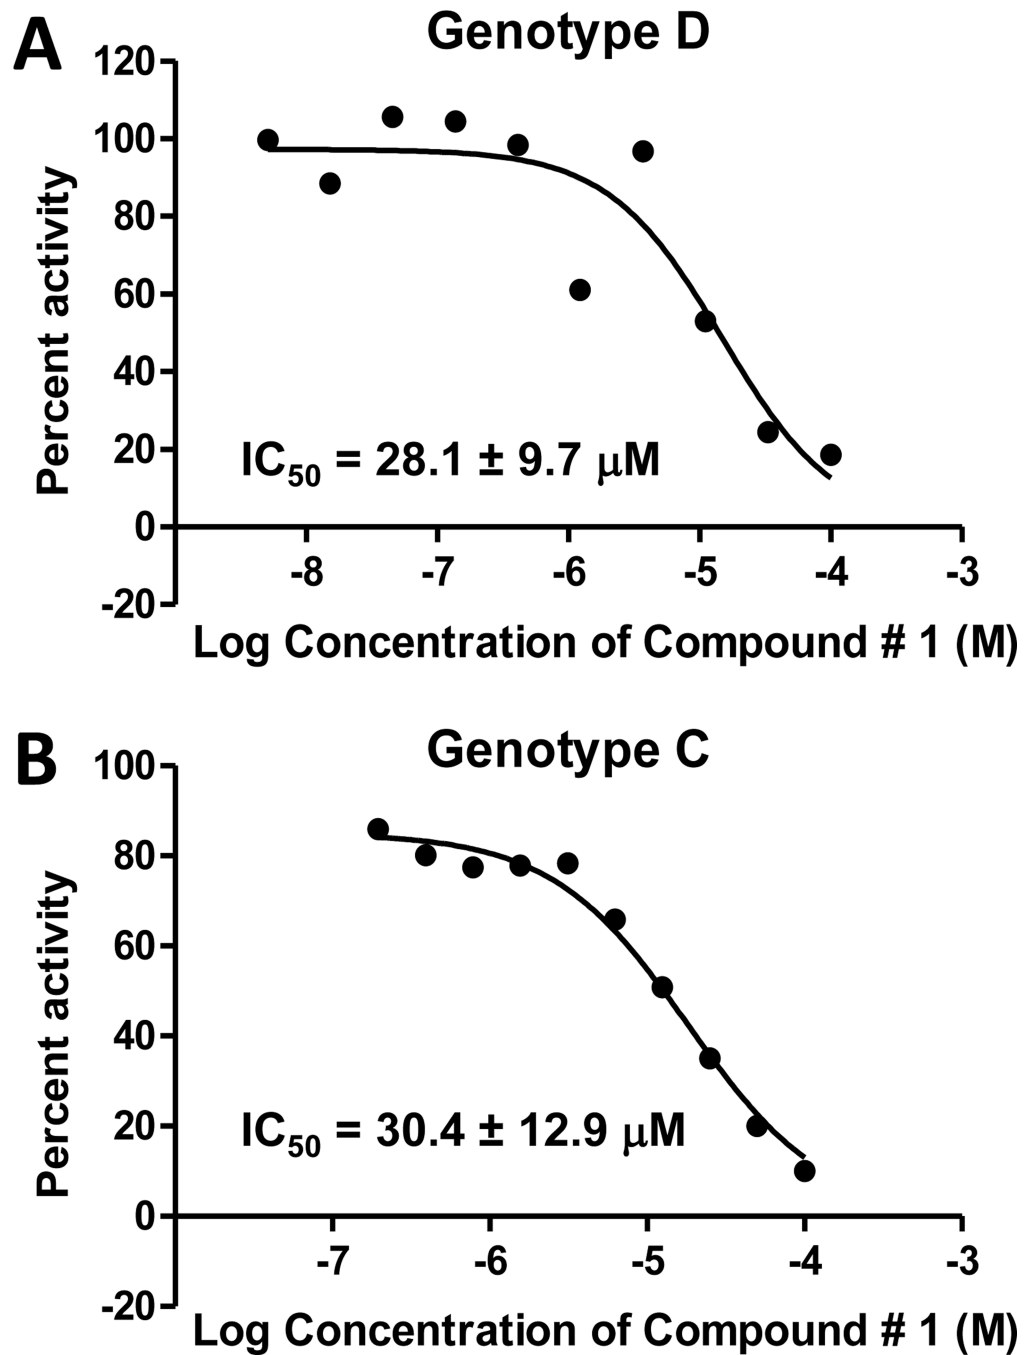 A
Genotype D
120
100
80
60
40
20
0
-20
Percent activity
IC50 = 28.1 ± 9.7 μM
-8 -7 -6 -5 -4 -3
Log Concentration of Compound # 1 (M)
B
Genotype C
100
80
60
40
20
0
-20
Percent activity
IC50 = 30.4 ± 12.9 μM
-7 -6 -5 -4 -3
Log Concentration of Compound # 1 (M)